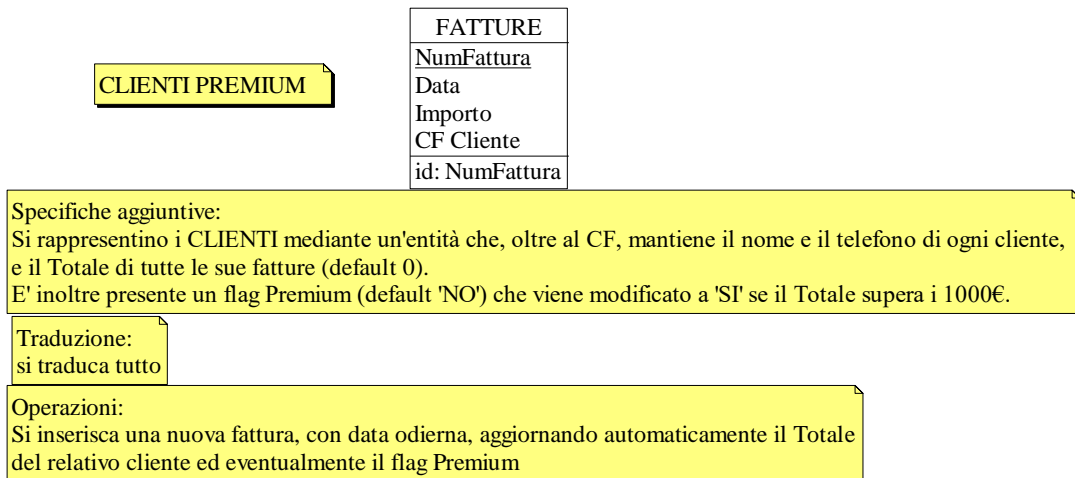 CLIENTI PREMIUM
FATTURE
NumFattura
Data
Importo
CF Cliente
id: NumFattura
Specifiche aggiuntive:
Si rappresentino i CLIENTI mediante un'entità che, oltre al CF, mantiene il nome e il telefono di ogni cliente,
e il Totale di tutte le sue fatture (default 0).
E' inoltre presente un flag Premium (default 'NO') che viene modificato a 'SI' se il Totale supera i 1000€.
Traduzione:
si traduca tutto
Operazioni:
Si inserisca una nuova fattura, con data odierna, aggiornando automaticamente il Totale
del relativo cliente ed eventualmente il flag Premium